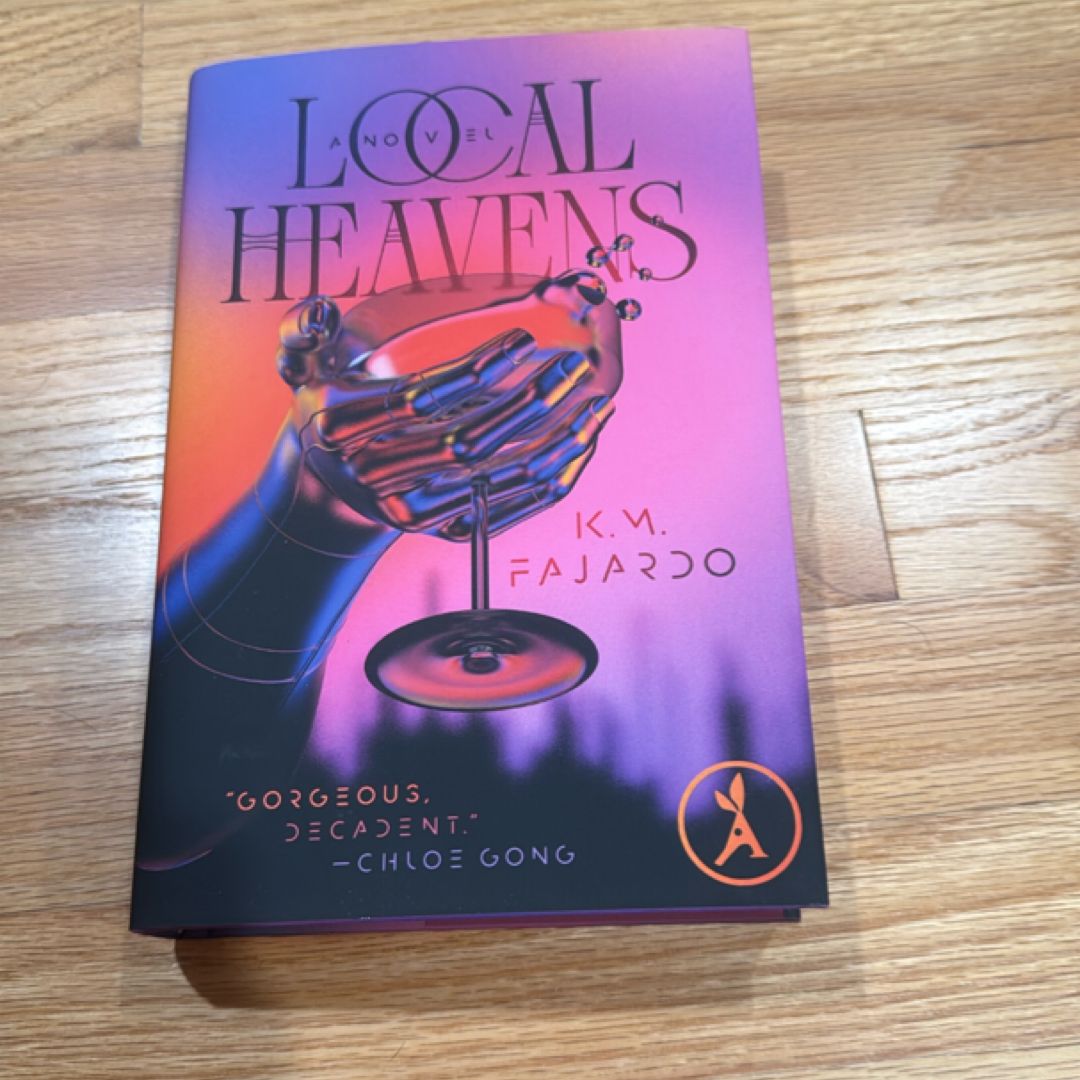 LOCAL
A NOVEL
HEAVENS
K. M.
FAJARDO
"GORGEOUS,
DECADENT."
—CHLOE GONG
A